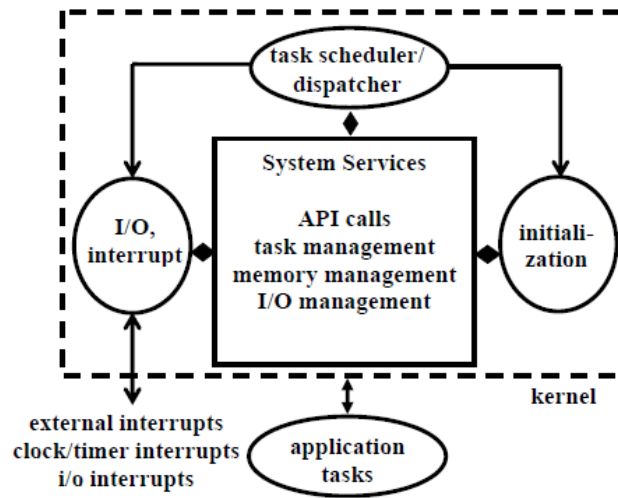 task scheduler/
dispatcher
System Services
API calls
task management
memory management
I/O management
I/O,
interrupt
initiali-
zation
kernel
external interrupts
clock/timer interrupts
i/o interrupts
application
tasks